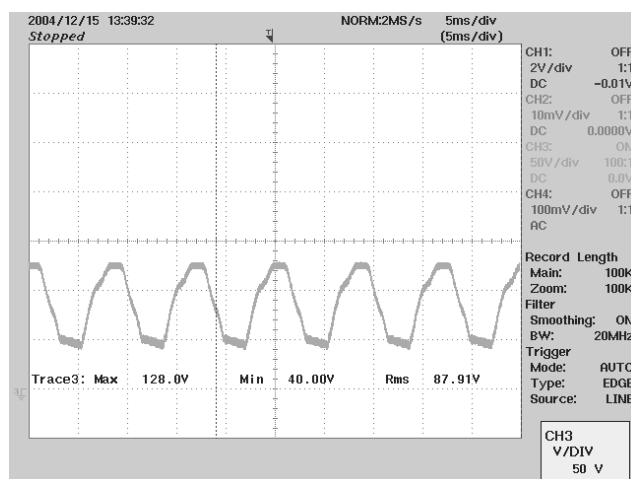 2004/12/15 13:39:32 NORM:2MS/s 5ms/div
Stopped (5ms/div)
CH1: OFF
2V/div 1:1
DC -0.01V
CH2: OFF
10mV/div 1:1
DC 0.0000V
CH3: ON
50V/div 100:1
DC 0.0V
CH4: OFF
100mV/div 1:1
AC
Record Length
Main: 100K
Zoom: 100K
Filter
Smoothing: ON
BW: 20MHz
Trigger
Mode: AUTO
Type: EDGE
Source: LINE
Trace3: Max 128.0V Min 40.00V Rms 87.91V
CH3
V/DIV
50 V